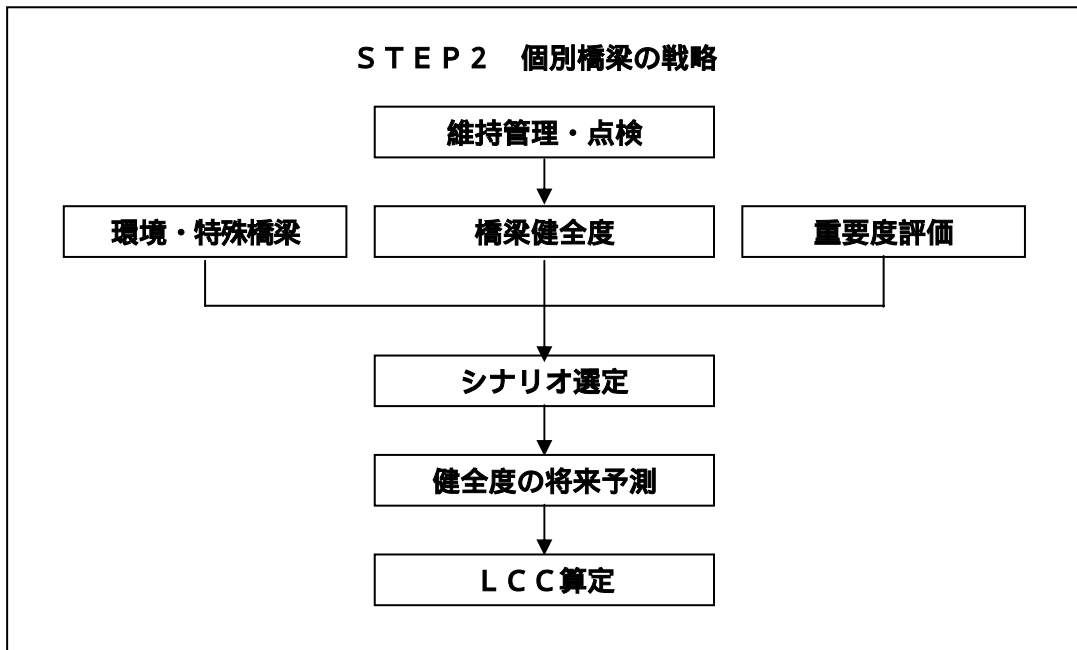 ＳＴＥＰ２　個別橋梁の戦略
維持管理・点検
環境・特殊橋梁
橋梁健全度
重要度評価
シナリオ選定
健全度の将来予測
ＬＣＣ算定